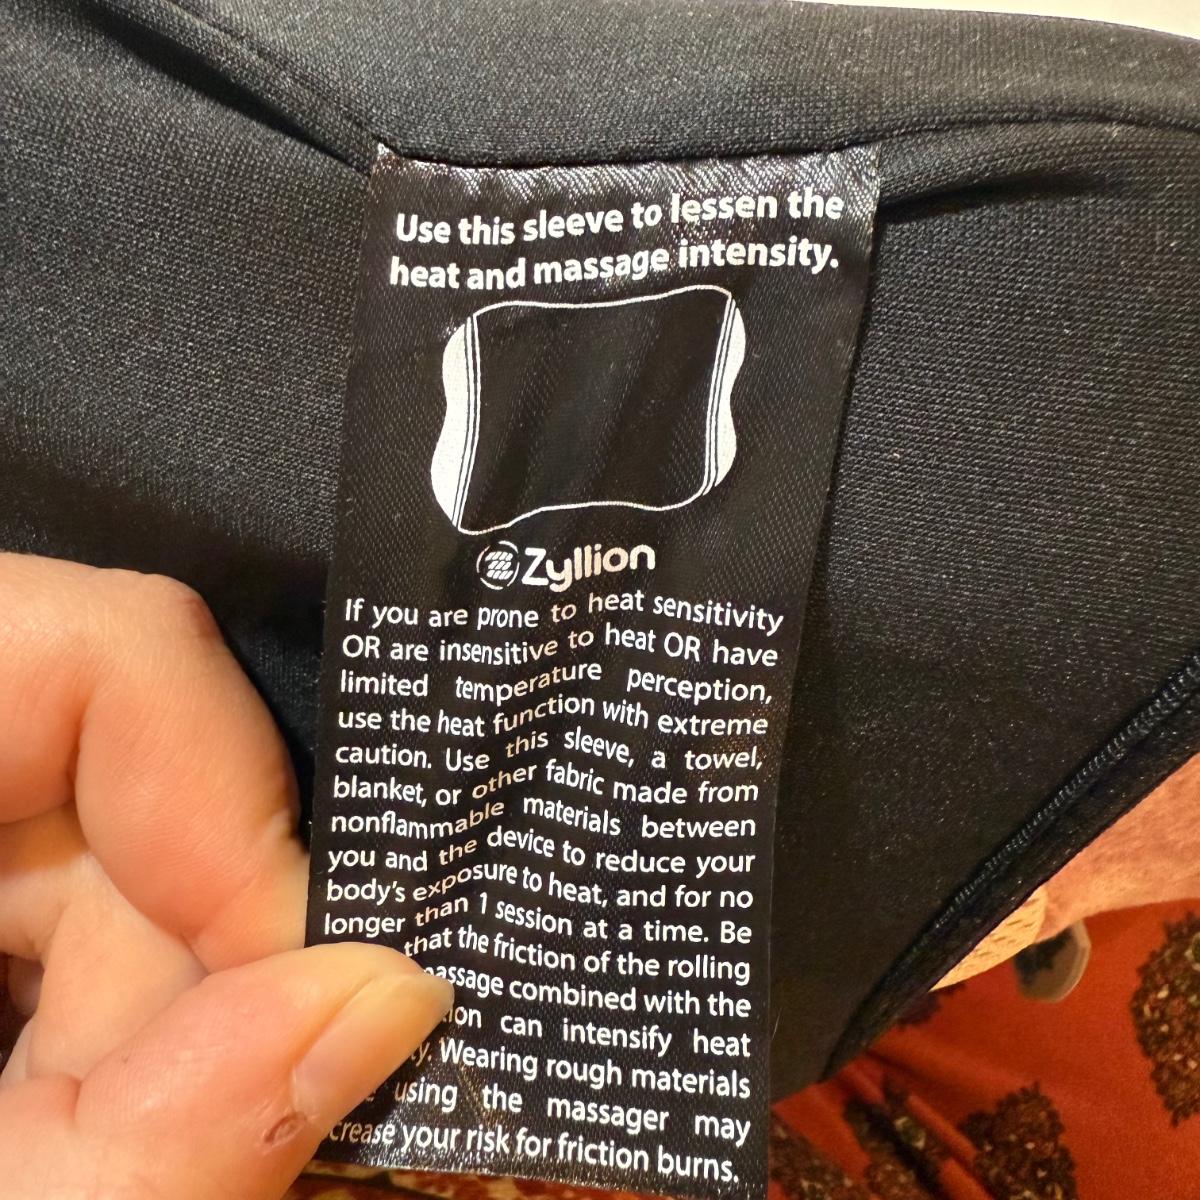 Use this sleeve to lessen the
heat and massage intensity.
Zyllion
If you are prone to heat sensitivity
OR are insensitive to heat OR have
limited temperature perception,
use the heat function with extreme
caution. Use this sleeve, a towel,
blanket, or other fabric made from
nonflammable materials between
you and the device to reduce your
body's exposure to heat, and for no
longer than 1 session at a time. Be
that the friction of the rolling
massage combined with the
can intensify heat
Wearing rough materials
using the massager may
your risk for friction burns.